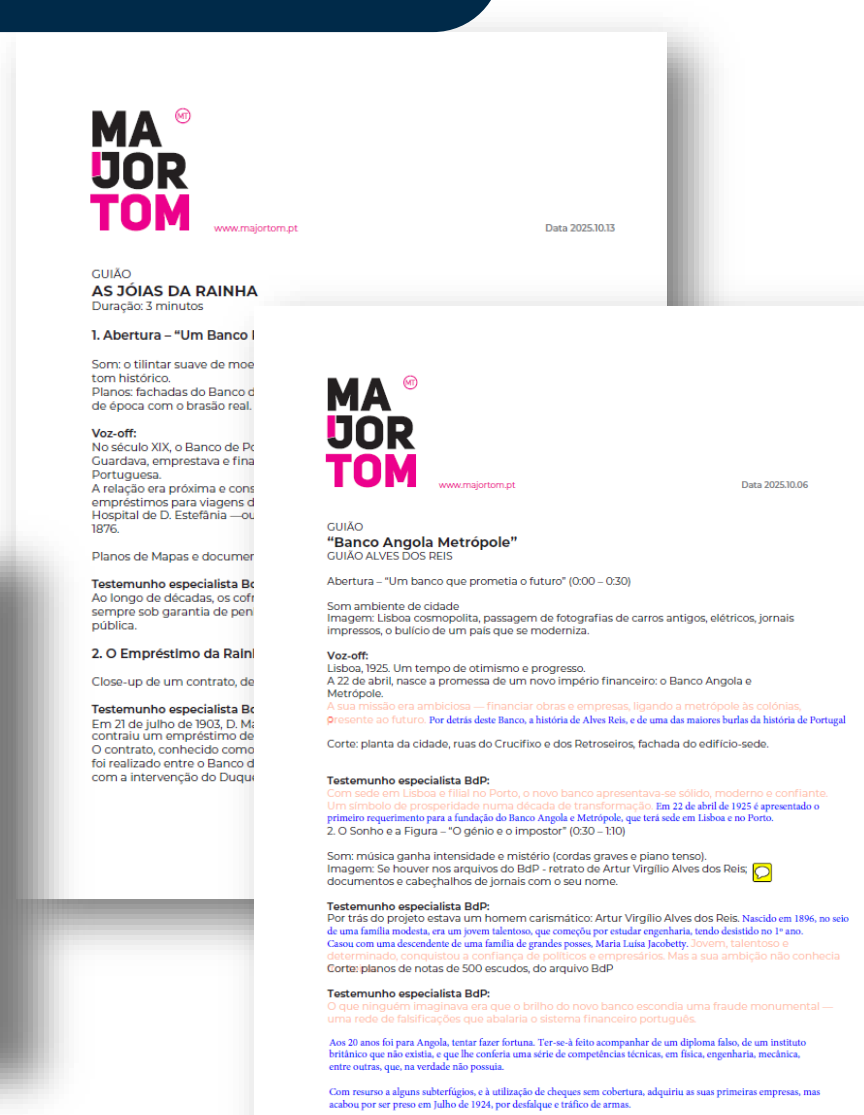 MA
JOR
TOM
MT
www.majortom.pt
Data 2025.10.13
GUIÃO
AS JÓIAS DA RAINHA
Duração: 3 minutos
1. Abertura – “Um Banco
Som: o tilintar suave de
tom histórico.
Planos: fachadas do Banco
de época com o brasão real.
Voz-off:
No século XIX, o Banco de
Guardava, emprestava e
Portuguesa.
A relação era próxima e
empréstimos para viagens
Hospital de D. Estefânia —
1876.
Planos de Mapas e
Testemunho especialista
Ao longo de décadas, os
sempre sob garantia de
pública.
2. O Empréstimo da
Close-up de um contrato,
Testemunho especialista
Em 21 de julho de 1903, D.
contraiu um empréstimo de
O contrato, conhecido como
foi realizado entre o Banco
com a intervenção do
MA
JOR
TOM
MT
www.majortom.pt
Data 2025.10.06
GUIÃO
“Banco Angola Metrópole”
GUIÃO ALVES DOS REIS
Abertura – “Um banco que prometia o futuro” (0:00 – 0:30)
Som ambiente de cidade
Imagem: Lisboa cosmopolita, passagem de fotografias de carros antigos, elétricos, jornais
impressos, o bulício de um país que se moderniza.
Voz-off:
Lisboa, 1925. Um tempo de otimismo e progresso.
A 22 de abril, nasce a promessa de um novo império financeiro: o Banco Angola e
Metrópole.
A sua missão era ambiciosa — financiar obras e empresas, ligando a metrópole às colónias,
presente ao futuro. Por detrás deste Banco, a história de Alves Reis, e de uma das maiores burlas da história de Portugal
Corte: planta da cidade, ruas do Crucifixo e dos Retroseiros, fachada do edifício-sede.
Testemunho especialista BdP:
Com sede em Lisboa e filial no Porto, o novo banco apresentava-se sólido, moderno e confiante.
Um símbolo de prosperidade numa década de transformação. Em 22 de abril de 1925 é apresentado o
primeiro requerimento para a fundação do Banco Angola e Metrópole, que terá sede em Lisboa e no Porto.
2. O Sonho e a Figura – “O génio e o impostor” (0:30 – 1:10)
Som: música ganha intensidade e mistério (cordas graves e piano tenso).
Imagem: Se houver nos arquivos do BdP - retrato de Artur Virgílio Alves dos Reis;
documentos e cabeçhalhos de jornais com o seu nome.
Testemunho especialista BdP:
Por trás do projeto estava um homem carismático: Artur Virgílio Alves dos Reis. Nascido em 1896, no seio
de uma família modesta, era um jovem talentoso, que começõu por estudar engenharia, tendo desistido no 1º ano.
Casou com uma descendente de uma família de grandes posses, Maria Luísa Jacobetty. Jovem, talentoso e
determinado, conquistou a confiança de políticos e empresários. Mas a sua ambição não conhecia
Corte: planos de notas de 500 escudos, do arquivo BdP
Testemunho especialista BdP:
O que ninguém imaginava era que o brilho do novo banco escondia uma fraude monumental —
uma rede de falsificações que abalaria o sistema financeiro português.
Aos 20 anos foi para Angola, tentar fazer fortuna. Ter-se-à feito acompanhar de um diploma falso, de um instituto
britânico que não existia, e que lhe conferia uma série de competências técnicas, em física, engenharia, mecânica,
entre outras, que, na verdade não possuia.
Com resurso a alguns subterfúgios, e à utilização de cheques sem cobertura, adquiriu as suas primeiras empresas, mas
acabou por ser preso em Julho de 1924, por desfalque e tráfico de armas.